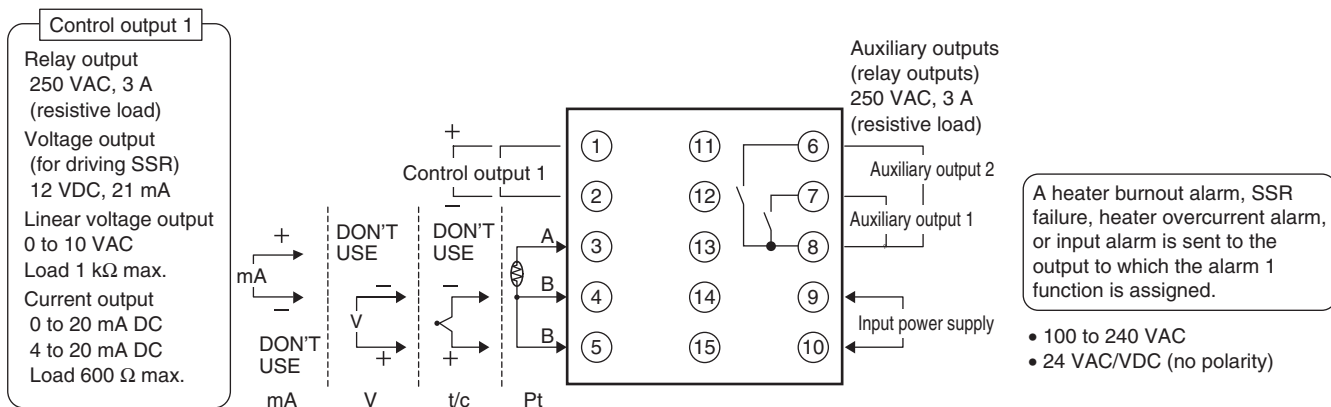 Control output 1
Relay output
250 VAC, 3 A
(resistive load)
Voltage output
(for driving SSR)
12 VDC, 21 mA
Linear voltage output
0 to 10 VAC
Load 1 kΩ max.
Current output
0 to 20 mA DC
4 to 20 mA DC
Load 600 Ω max.
+
mA
−
DON'T
USE
mA
DON'T
USE
−
V
+
V
+
Control output 1
−
DON'T
USE
−
+
t/c
A
B
B
Pt
1
2
3
4
5
11
12
13
14
15
6
7
8
9
10
Auxiliary outputs
(relay outputs)
250 VAC, 3 A
(resistive load)
Auxiliary output 2
Auxiliary output 1
Input power supply
A heater burnout alarm, SSR
failure, heater overcurrent alarm,
or input alarm is sent to the
output to which the alarm 1
function is assigned.
• 100 to 240 VAC
• 24 VAC/VDC (no polarity)